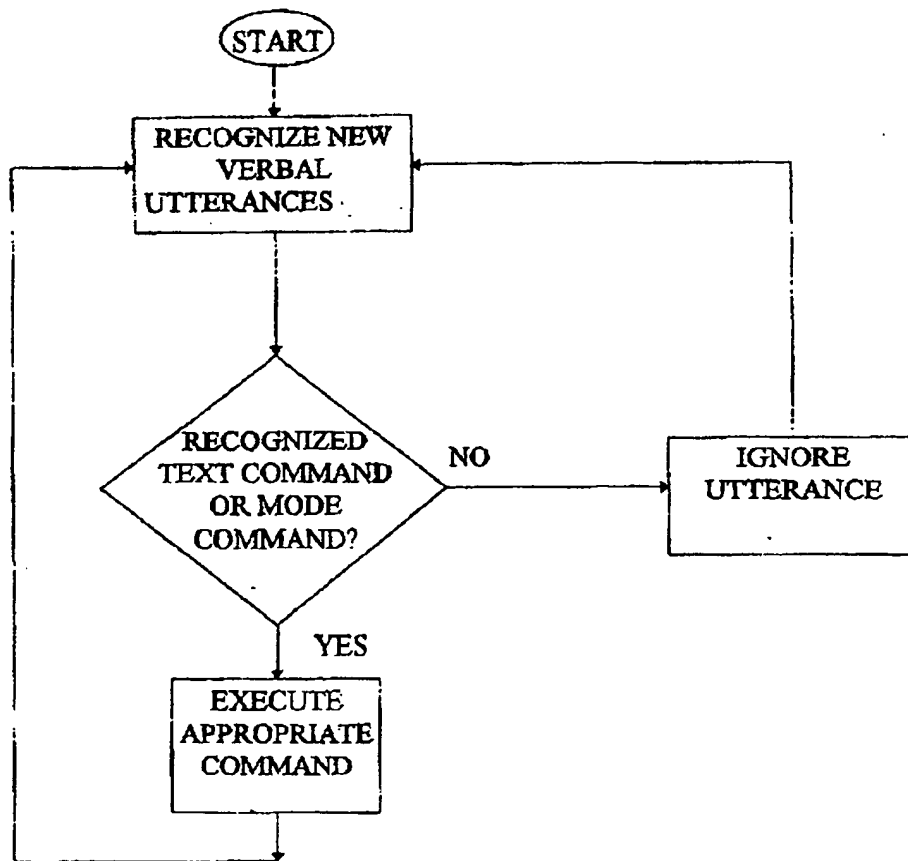 START
RECOGNIZE NEW
VERBAL
UTTERANCES
RECOGNIZED
TEXT COMMAND
OR MODE
COMMAND?
NO
IGNORE
UTTERANCE
YES
EXECUTE
APPROPRIATE
COMMAND